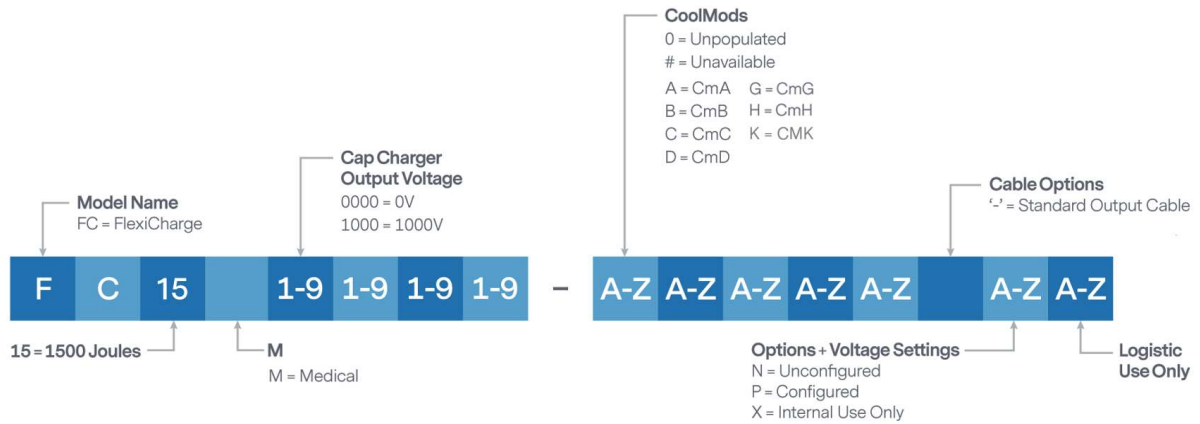 CoolMods
0 = Unpopulated
# = Unavailable
A = CmA G = CmG
B = CmB H = CmH
C = CmC K = CMK
D = CmD
Cap Charger
Output Voltage
0000 = 0V
1000 = 1000V
Model Name
FC = FlexiCharge
Cable Options
‘-’ = Standard Output Cable
F C 15 1-9 1-9 1-9 1-9 - A-Z A-Z A-Z A-Z A-Z A-Z A-Z
15 = 1500 Joules
M
M = Medical
Options + Voltage Settings
N = Unconfigured
P = Configured
X = Internal Use Only
Logistic
Use Only